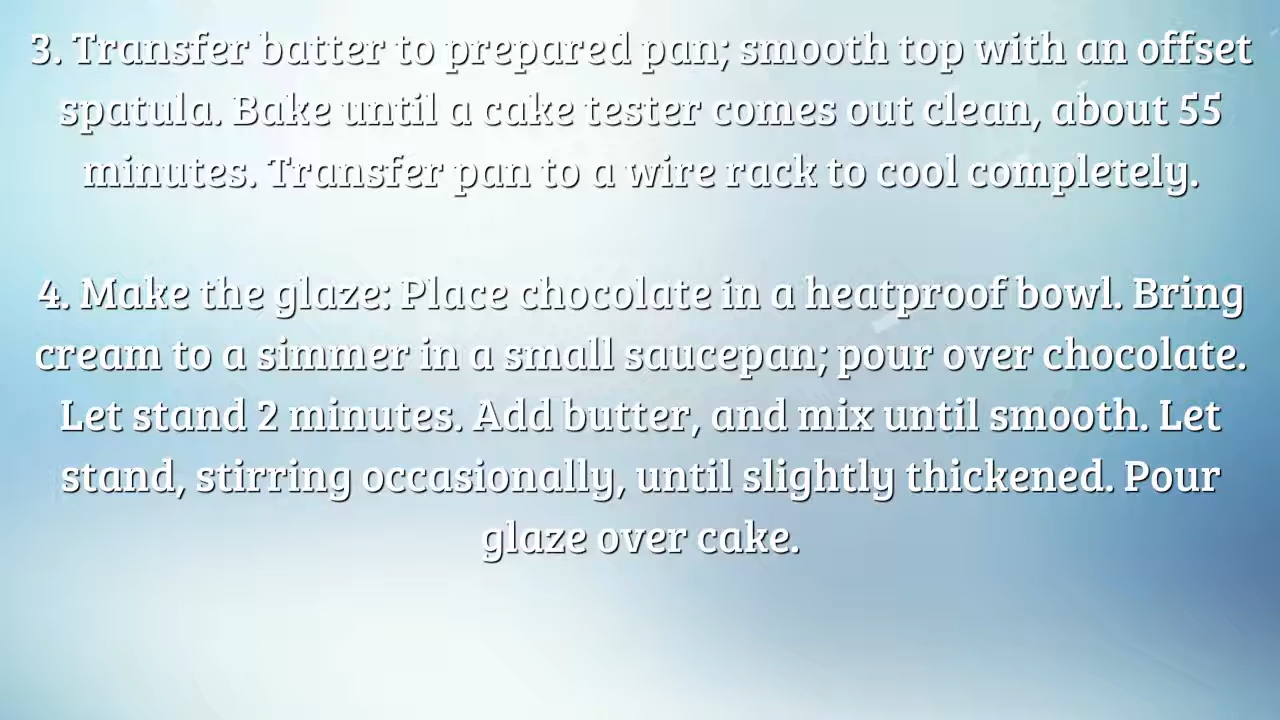 3. Transfer batter to prepared pan; smooth top with an offset
spatula. Bake until a cake tester comes out clean, about 55
minutes. Transfer pan to a wire rack to cool completely.
4. Make the glaze: Place chocolate in a heatproof bowl. Bring
cream to a simmer in a small saucepan; pour over chocolate.
Let stand 2 minutes. Add butter, and mix until smooth. Let
stand, stirring occasionally, until slightly thickened. Pour
glaze over cake.